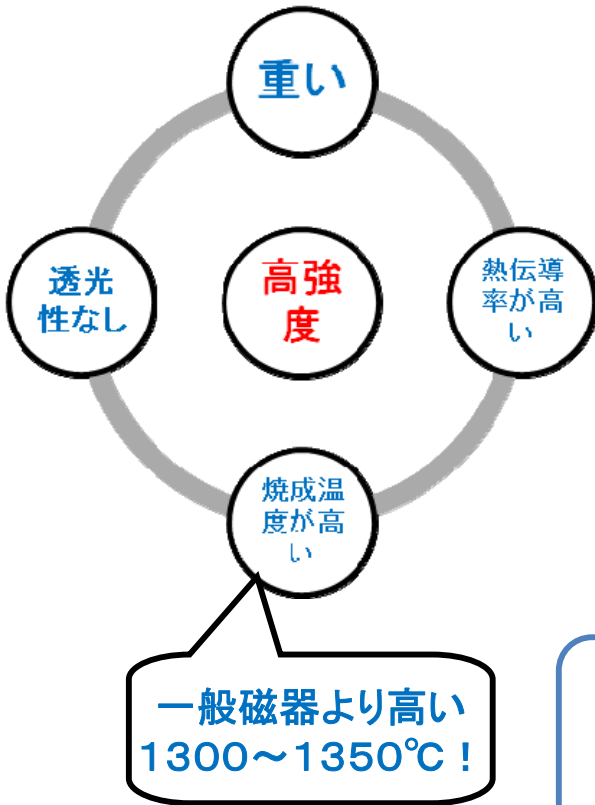 重い
透光
性なし
高強
度
熱伝導
率が高
い
焼成温
度が高
い
一般磁器より高い
1300～1350℃！